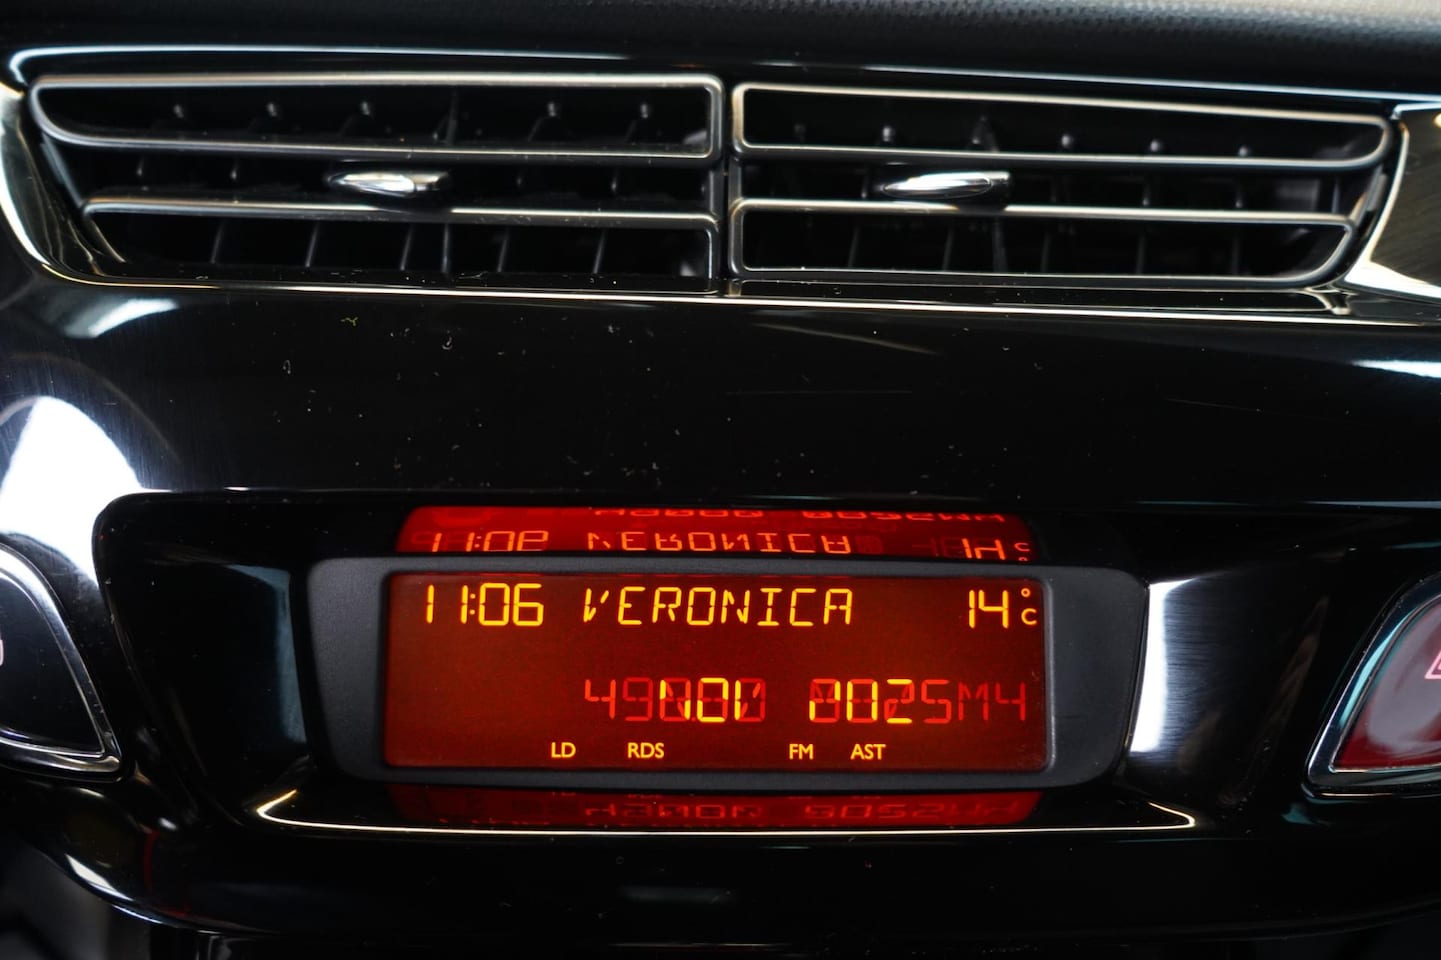 11:06 VERONICA 14°C
LD RDS FM AST